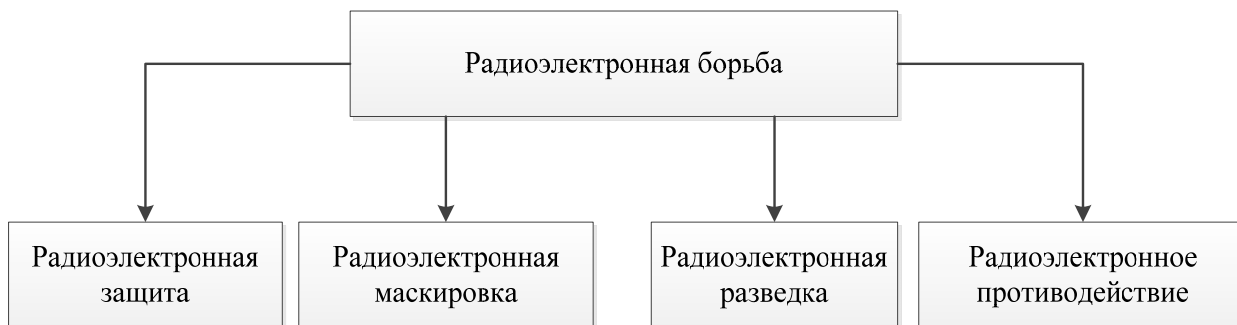 Радиоэлектронная борьба
Радиоэлектронная
защита
Радиоэлектронная
маскировка
Радиоэлектронная
разведка
Радиоэлектронное
противодействие